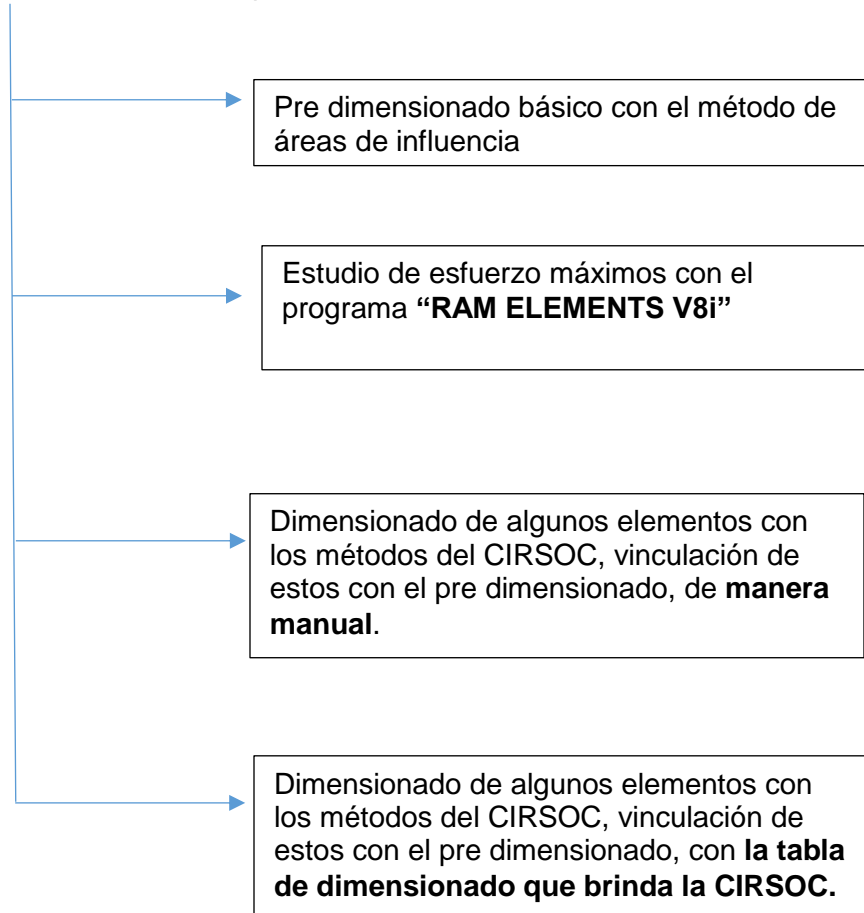 Pre dimensionado básico con el método de
áreas de influencia
Estudio de esfuerzo máximos con el
programa “RAM ELEMENTS V8i”
Dimensionado de algunos elementos con
los métodos del CIRSOC, vinculación de
estos con el pre dimensionado, de manera
manual.
Dimensionado de algunos elementos con
los métodos del CIRSOC, vinculación de
estos con el pre dimensionado, con la tabla
de dimensionado que brinda la CIRSOC.